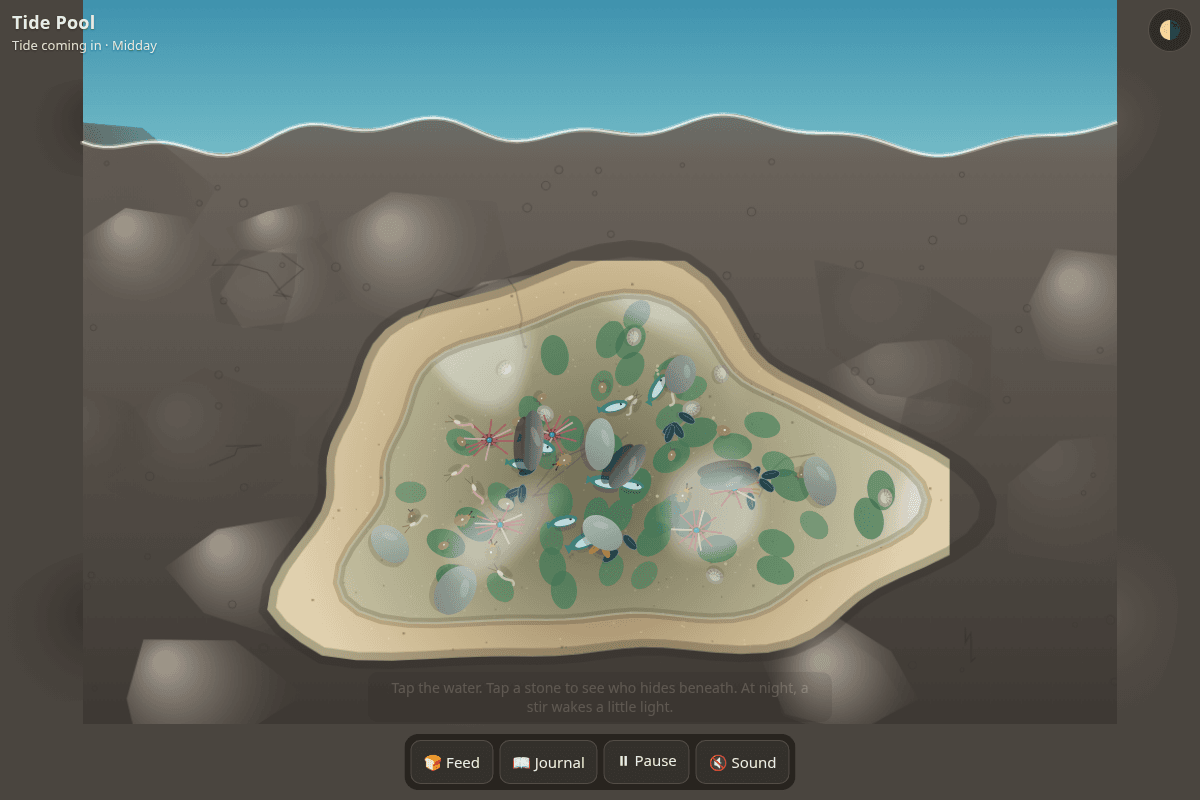 Tide Pool
Tide coming in · Midday
Tap the water. Tap a stone to see who hides beneath. At night, a
stir wakes a little light.
Feed
Journal
Pause
Sound